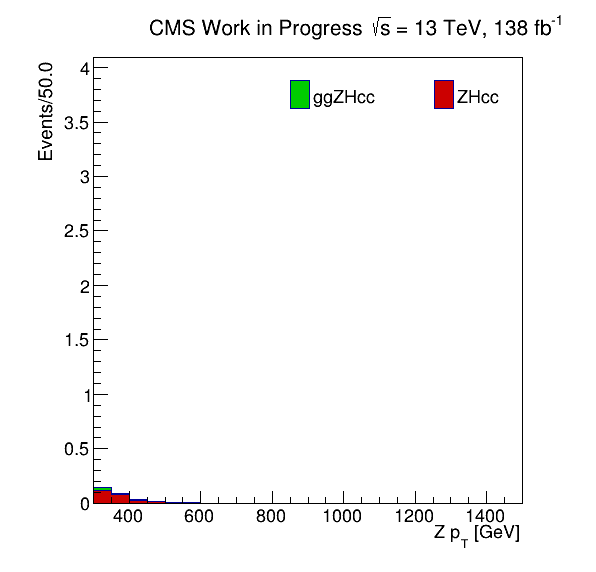 CMS Work in Progress √s = 13 TeV, 138 fb⁻¹
Events/50.0
4
3.5
3
2.5
2
1.5
1
0.5
0
ggZHcc ZHcc
400 600 800 1000 1200 1400
Z p_T [GeV]